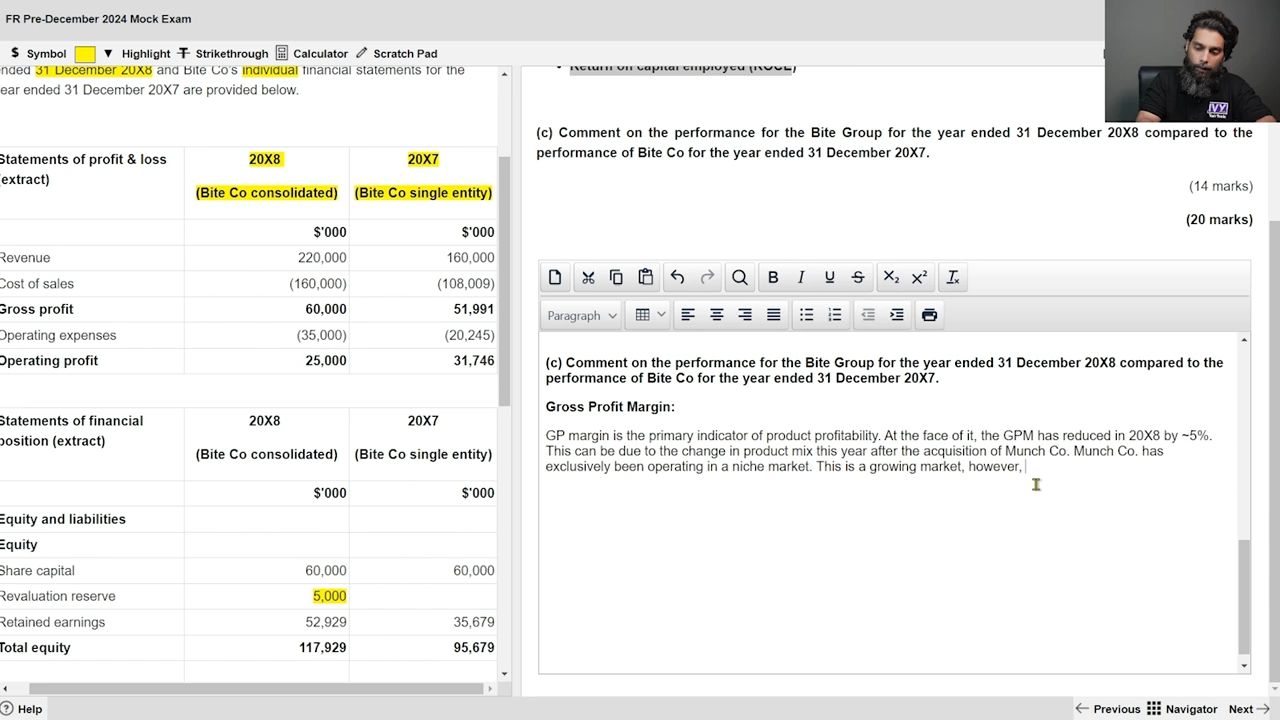 FR Pre-December 2024 Mock Exam
$ Symbol Highlight Strikethrough Calculator Scratch Pad
nded 31 December 20X8 and Bite Co's individual financial statements for the
ear ended 31 December 20X7 are provided below.
Statements of profit & loss (extract) 20X8 (Bite Co consolidated) 20X7 (Bite Co single entity)
$'000 $'000
Revenue 220,000 160,000
Cost of sales (160,000) (108,009)
Gross profit 60,000 51,991
Operating expenses (35,000) (20,245)
Operating profit 25,000 31,746
Statements of financial position (extract) 20X8 (Bite Co consolidated) 20X7 (Bite Co single entity)
$'000 $'000
Equity and liabilities
Equity
Share capital 60,000 60,000
Revaluation reserve 5,000
Retained earnings 52,929 35,679
Total equity 117,929 95,679
• Return on capital employed (ROCE)
(c) Comment on the performance for the Bite Group for the year ended 31 December 20X8 compared to the
performance of Bite Co for the year ended 31 December 20X7.
(14 marks)
(20 marks)
Paragraph
(c) Comment on the performance for the Bite Group for the year ended 31 December 20X8 compared to the
performance of Bite Co for the year ended 31 December 20X7.
Gross Profit Margin:
GP margin is the primary indicator of product profitability. At the face of it, the GPM has reduced in 20X8 by ~5%.
This can be due to the change in product mix this year after the acquisition of Munch Co. Munch Co. has
exclusively been operating in a niche market. This is a growing market, however,
IVY
Help
Previous Navigator Next